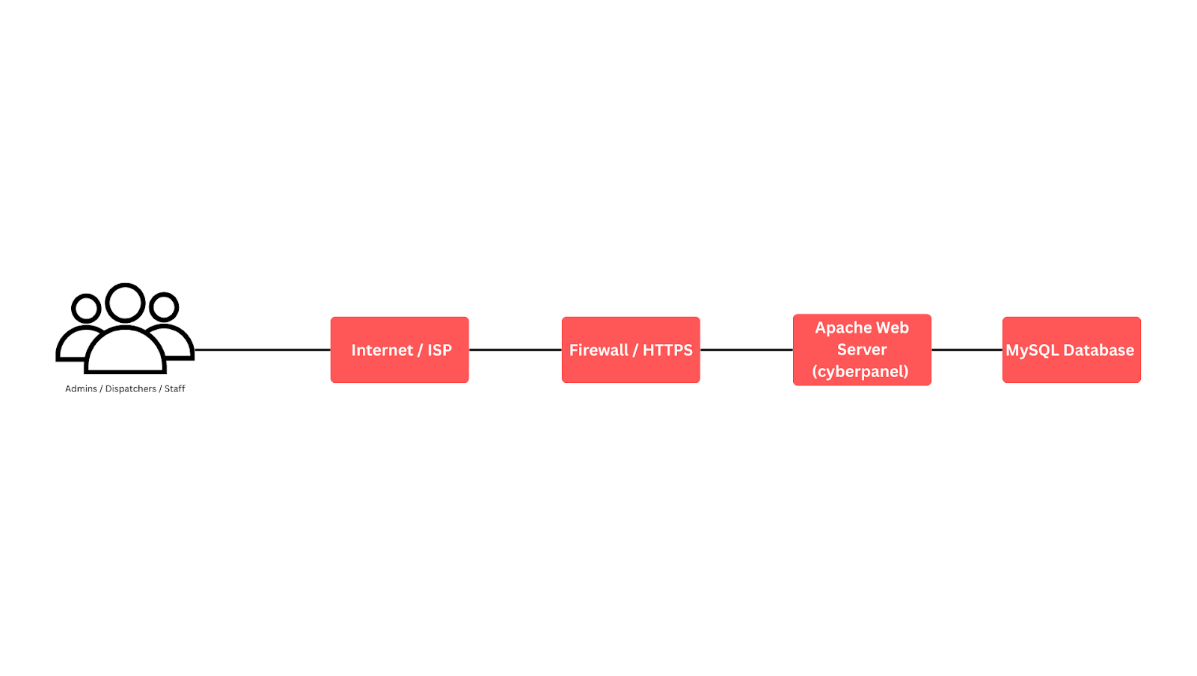 Admins / Dispatchers / Staff
Internet / ISP
Firewall / HTTPS
Apache Web
Server
(cyberpanel)
MySQL Database